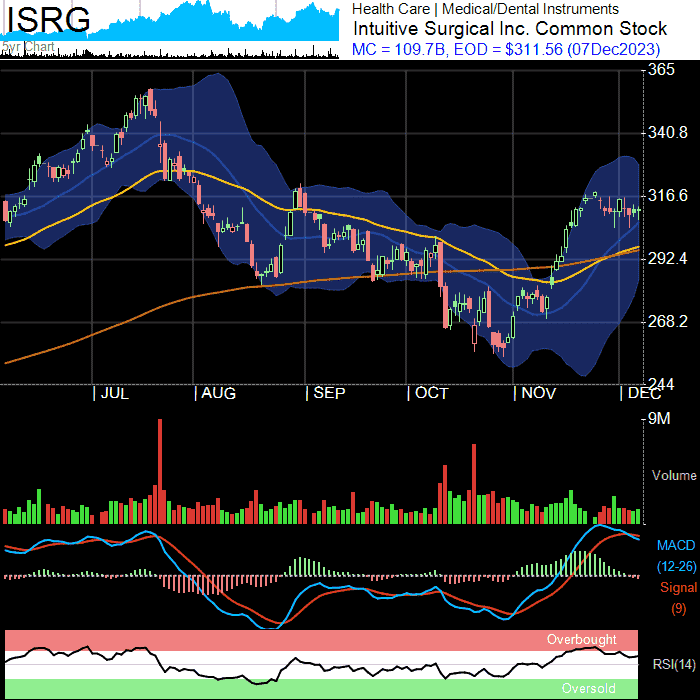 ISRG
5yr Chart
Health Care | Medical/Dental Instruments
Intuitive Surgical Inc. Common Stock
MC = 109.7B, EOD = $311.56 (07Dec2023)
365
340.8
316.6
292.4
268.2
244
| JUL | AUG | SEP | OCT | NOV | DEC
9M
Volume
MACD
(12-26)
Signal
(9)
Overbought
RSI(14)
Oversold